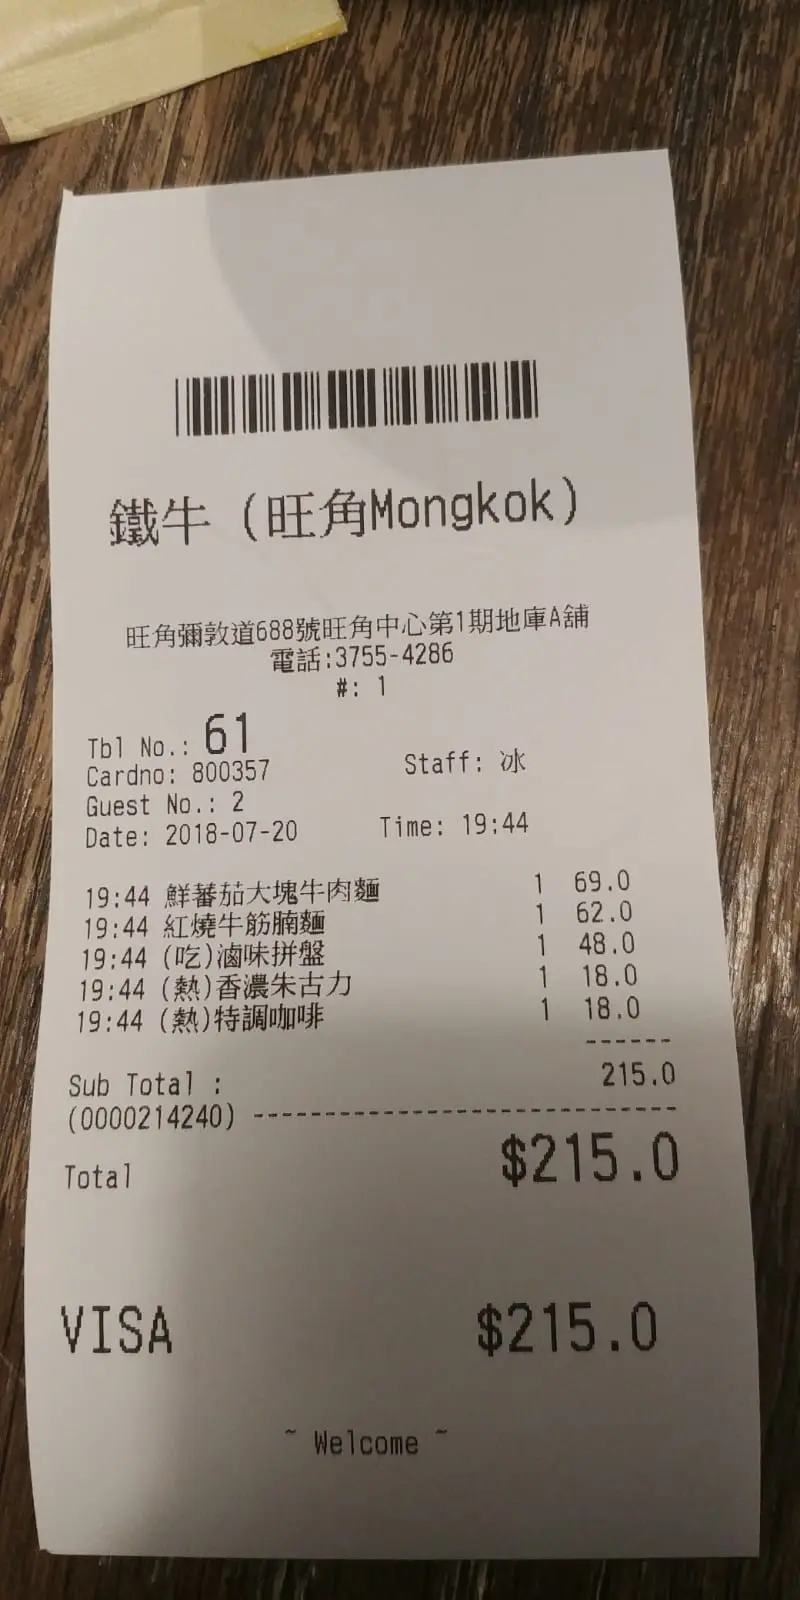 鐵牛 (旺角Mongkok)
旺角彌敦道688號旺角中心第1期地庫A舖
電話:3755-4286
#: 1
Tbl No.: 61
Cardno: 800357 Staff: 冰
Guest No.: 2
Date: 2018-07-20 Time: 19:44
19:44 鮮蕃茄大塊牛肉麵 1 69.0
19:44 紅燒牛筋腩麵 1 62.0
19:44 (吃)滷味拼盤 1 48.0
19:44 (熱)香濃朱古力 1 18.0
19:44 (熱)特調咖啡 1 18.0
------
Sub Total : 215.0
(0000214240) -----------------------------------
Total $215.0
VISA $215.0
~ Welcome ~